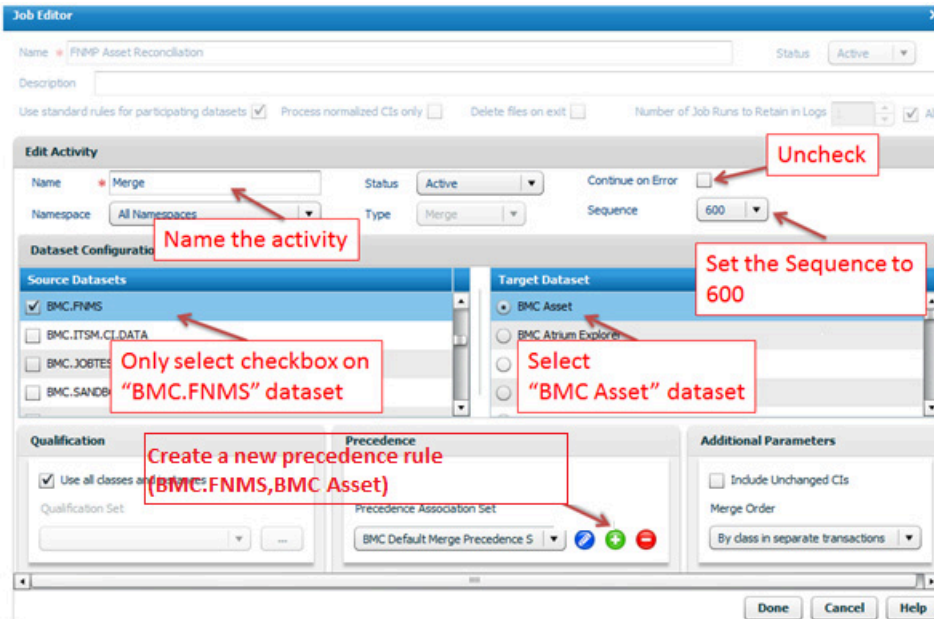 Job Editor
Name * FNMP Asset Reconciliation Status Active
Description
Use standard rules for participating datasets Process normalized CIs only Delete files on exit Number of Job Runs to Retain in Logs
Edit Activity
Uncheck
Name * Merge Status Active Continue on Error
Namespace All Namespaces Type Merge Sequence 600
Name the activity
Set the Sequence to
600
Source Datasets Target Dataset
BMC.FNMS BMC Asset
BMC.ITSM.CI.DATA BMC Atrium Explorer
Only select checkbox on
"BMC.FNMS" dataset
Select
"BMC Asset" dataset
Qualification Precedence Additional Parameters
Create a new precedence rule
(BMC.FNMS,BMC Asset)
Use all classes and instances Include Unchanged CIs
Qualification Set Precedence Association Set Merge Order
... BMC Default Merge Precedence S By class in separate transactions
Done Cancel Help